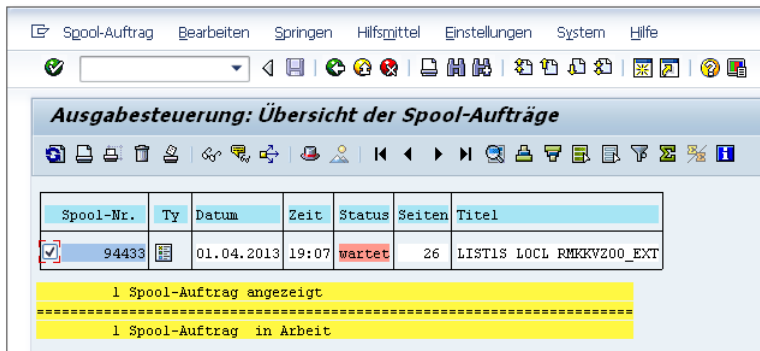 Spool-Auftrag Bearbeiten Springen Hilfsmittel Einstellungen System Hilfe
Ausgabesteuerung: Übersicht der Spool-Aufträge
Spool-Nr. Ty Datum Zeit Status Seiten Titel
94433 01.04.2013 19:07 wartet 26 LIST1S LOCL RMKKVZ00_EXT
1 Spool-Auftrag angezeigt
======================================================================
1 Spool-Auftrag in Arbeit